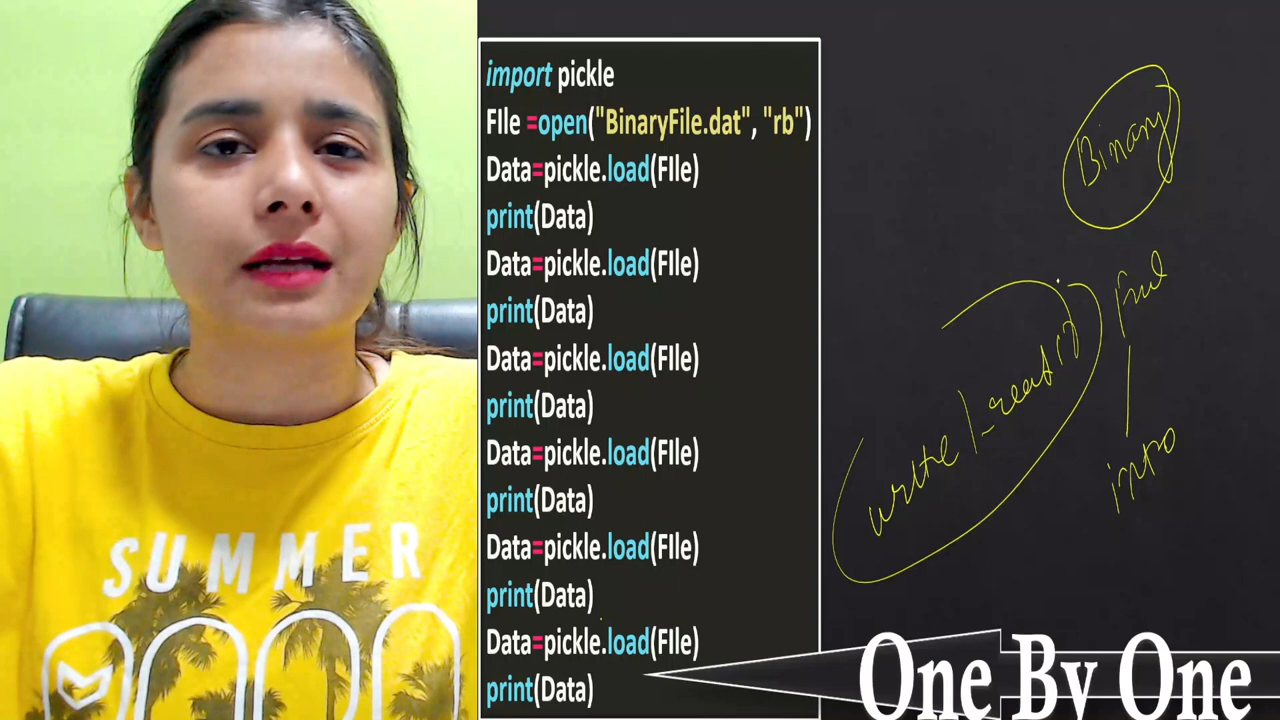 SUMMER
import pickle
FIle =open("BinaryFile.dat", "rb")
Data=pickle.load(FIle)
print(Data)
Data=pickle.load(FIle)
print(Data)
Data=pickle.load(FIle)
print(Data)
Data=pickle.load(FIle)
print(Data)
Data=pickle.load(FIle)
print(Data)
Data=pickle.load(FIle)
print(Data)
Binary
intro
write
One By One